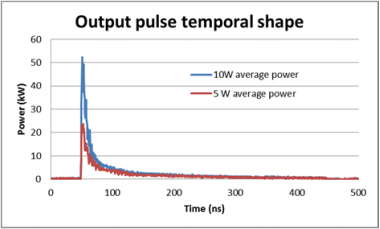 Output pulse temporal shape
60
50
40
30
20
10
0
Power (kW)
10W average power
5 W average power
0 100 200 300 400 500
Time (ns)